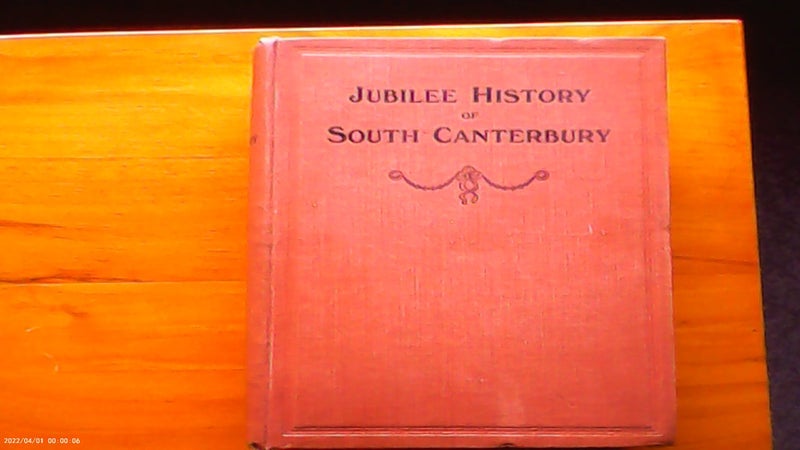 JUBILEE HISTORY
OF
SOUTH CANTERBURY
2022/04/01 00:00:06